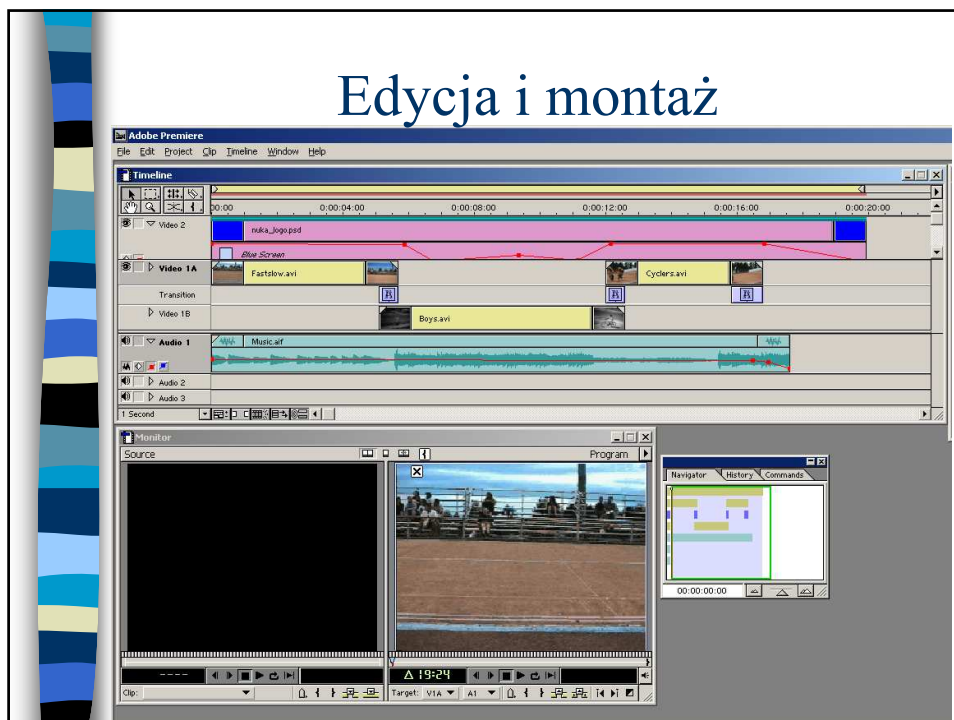 Edycja i montaż
Adobe Premiere
File Edit Project Clip Timeline Window Help
Timeline
00:00 0:00:04:00 0:00:08:00 0:00:12:00 0:00:16:00 0:00:20:00
Video 2
nuka_logo.psd
Blue Screen
Video 1A
Fastslow.avi
Cyclers.avi
Transition
Video 1B
Boys.avi
Audio 1
Music.aif
Audio 2
Audio 3
1 Second
Monitor
Source
Program
Navigator History Commands
00:00:00:00
----
Δ 19:24
Clip:
Target: V1A A1